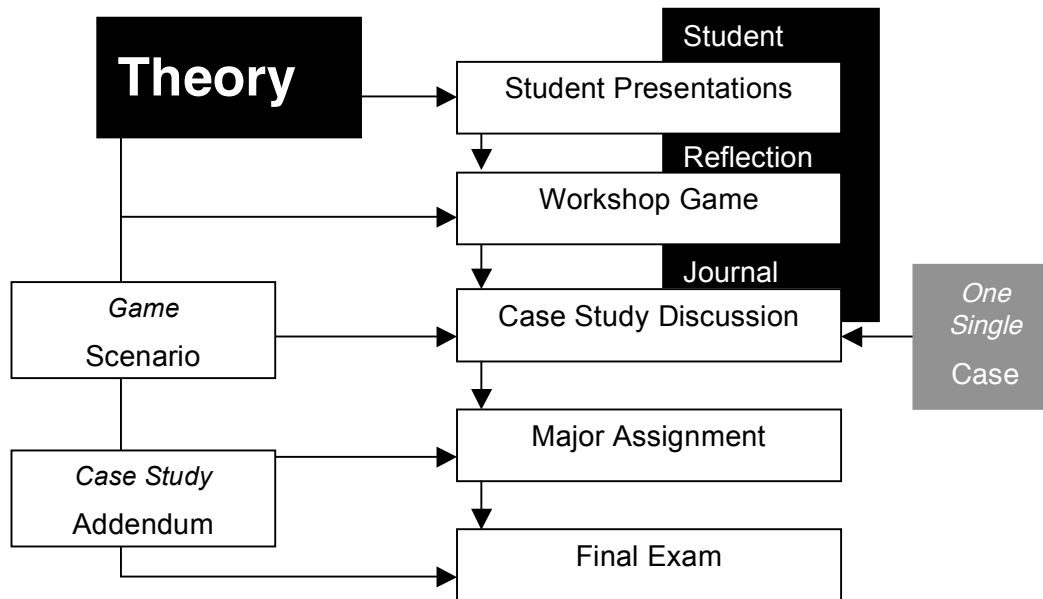 Theory
Student
Student Presentations
Reflection
Workshop Game
Journal
Game
Scenario
Case Study Discussion
One
Single
Case
Case Study
Addendum
Major Assignment
Final Exam